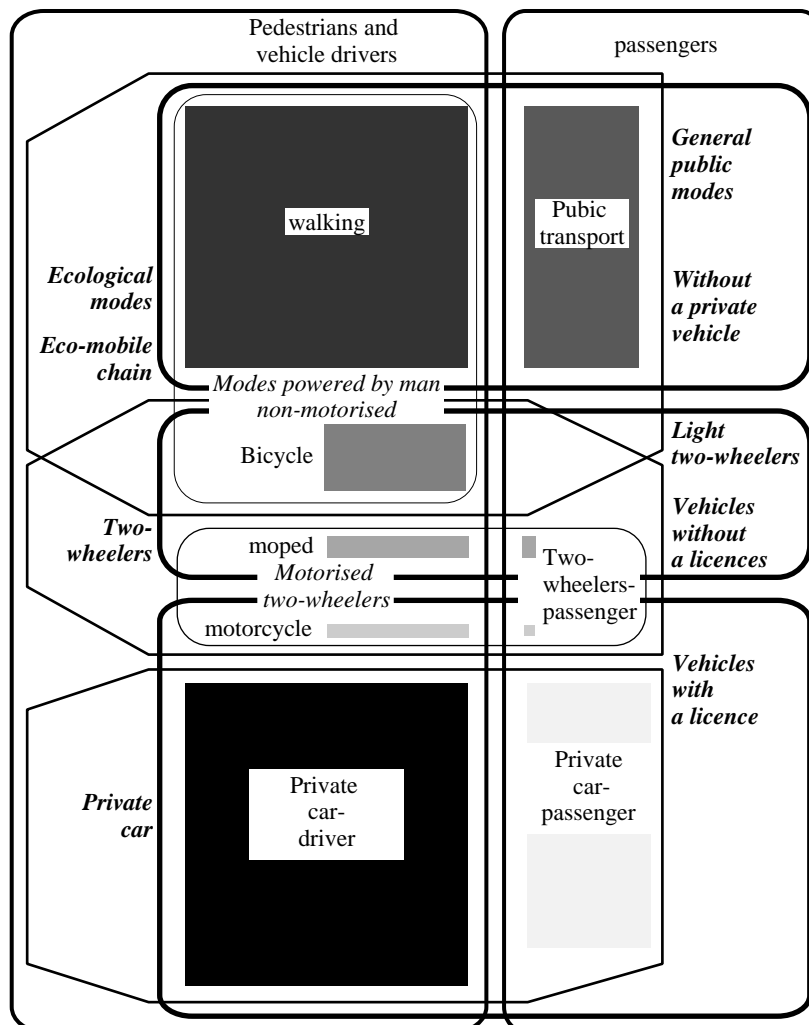 Pedestrians and
vehicle drivers
passengers
General
public
modes
walking
Pubic
transport
Ecological
modes
Without
a private
vehicle
Eco-mobile
chain
Modes powered by man
non-motorised
Bicycle
Light
two-wheelers
Two-
wheelers
Vehicles
without
a licences
moped
Motorised
two-wheelers
Two-
wheelers-
passenger
motorcycle
Vehicles
with
a licence
Private
car
Private
car-
driver
Private
car-
passenger